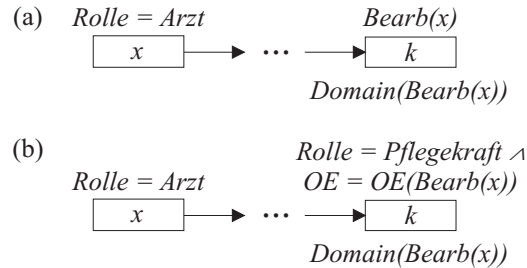 (a) Rolle = Arzt Bearb(x)
x ... k
Domain(Bearb(x))
(b) Rolle = Pflegekraft ∧
Rolle = Arzt OE = OE(Bearb(x))
x ... k
Domain(Bearb(x))